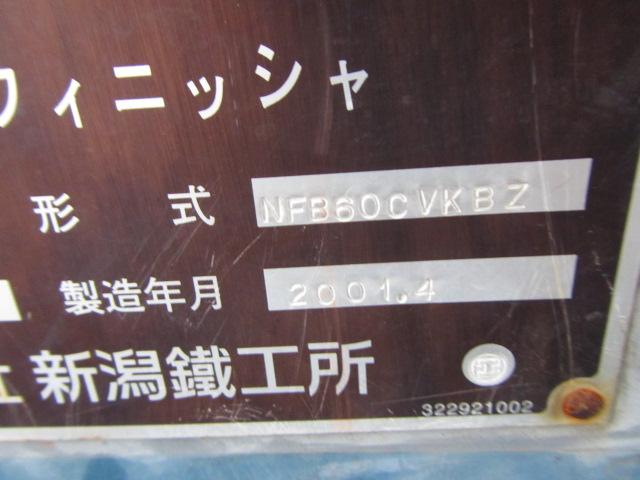 フィニッシャ
形 式 NFB60CVKBZ
製造年月 2001.4
社 新潟鐵工所
322921002